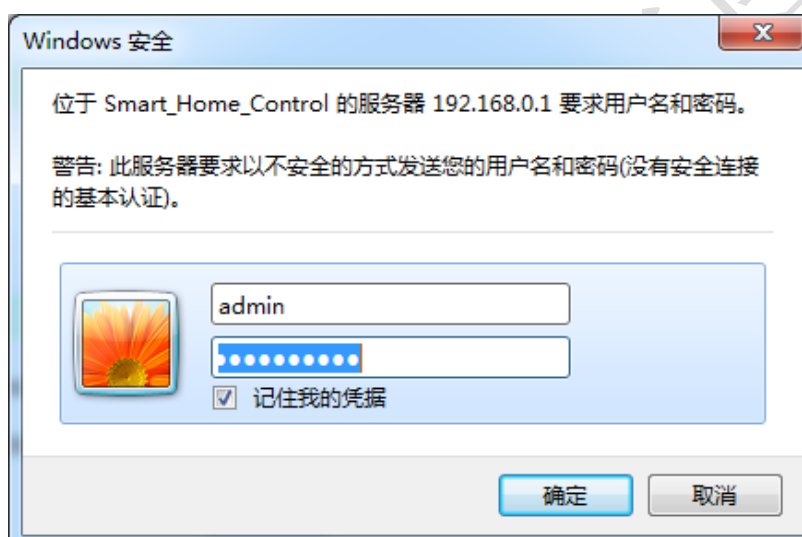 Windows 安全
位于 Smart_Home_Control 的服务器 192.168.0.1 要求用户名和密码。
警告: 此服务器要求以不安全的方式发送您的用户名和密码(没有安全连接
的基本认证)。
admin
●●●●●●●●●●
记住我的凭据
确定
取消